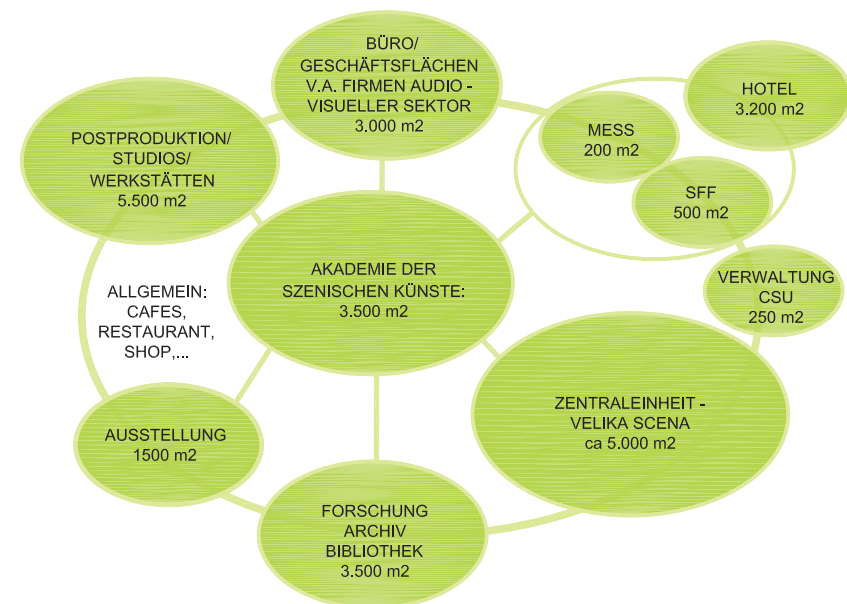 BÜRO/
GESCHÄFTSFLÄCHEN
V.A. FIRMEN AUDIO -
VISUELLER SEKTOR
3.000 m2
HOTEL
3.200 m2
MESS
200 m2
POSTPRODUKTION/
STUDIOS/
WERKSTÄTTEN
5.500 m2
SFF
500 m2
AKADEMIE DER
SZENISCHEN KÜNSTE:
3.500 m2
VERWALTUNG
CSU
250 m2
ALLGEMEIN:
CAFES,
RESTAURANT,
SHOP,...
ZENTRALEINHEIT -
VELIKA SCENA
ca 5.000 m2
AUSSTELLUNG
1500 m2
FORSCHUNG
ARCHIV
BIBLIOTHEK
3.500 m2